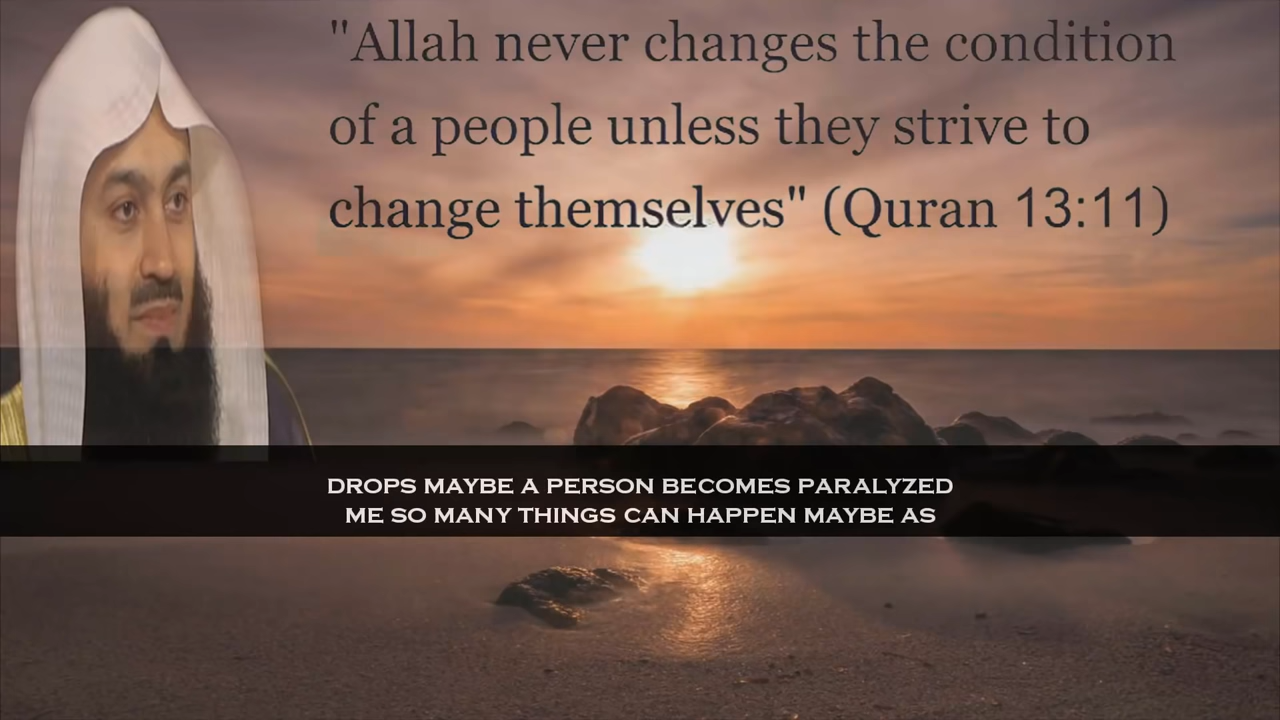 "Allah never changes the condition
of a people unless they strive to
change themselves" (Quran 13:11)
DROPS MAYBE A PERSON BECOMES PARALYZED
ME SO MANY THINGS CAN HAPPEN MAYBE AS